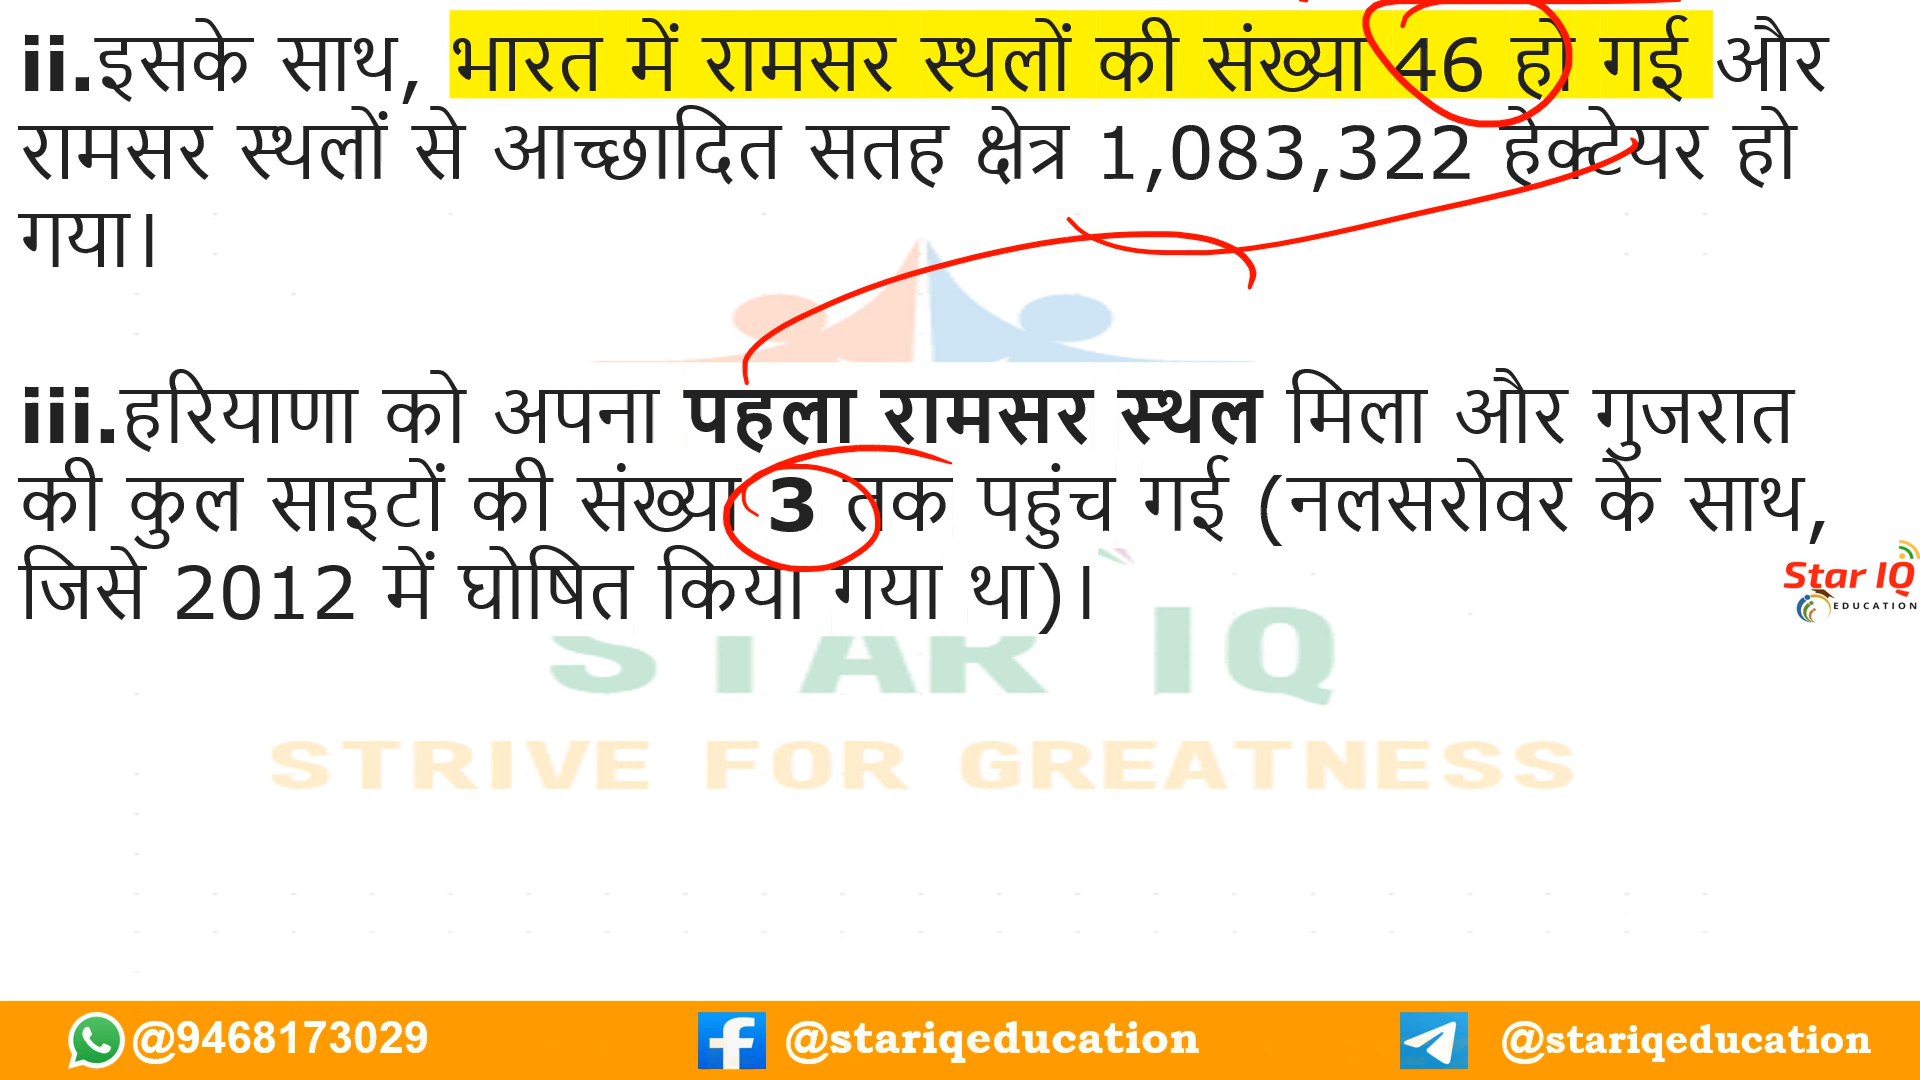 ii.इसके साथ, भारत में रामसर स्थलों की संख्या 46 हो गई और
रामसर स्थलों से आच्छादित सतह क्षेत्र 1,083,322 हेक्टेयर हो
गया।
iii.हरियाणा को अपना पहला रामसर स्थल मिला और गुजरात
की कुल साइटों की संख्या 3 तक पहुंच गई (नलसरोवर के साथ,
जिसे 2012 में घोषित किया गया था)।
Star IQ
EDUCATION
STAR IQ
STRIVE FOR GREATNESS
@9468173029
@stariqeducation
@stariqeducation